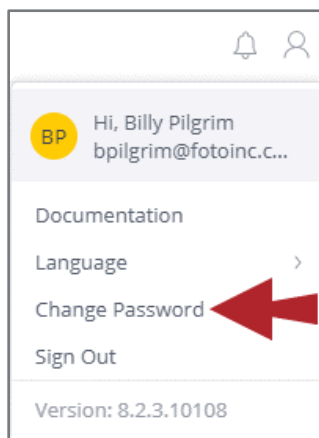 BP
Hi, Billy Pilgrim
bpilgrim@fotoinc.c...
Documentation
Language
Change Password
Sign Out
Version: 8.2.3.10108